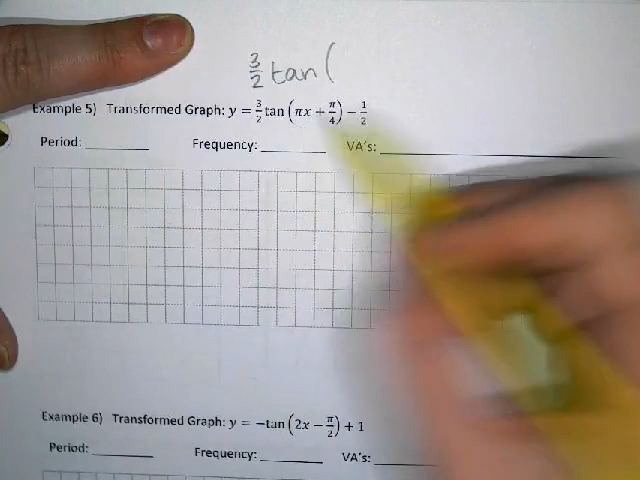 3/2 tan (
Example 5) Transformed Graph: y = 3/2 tan (πx + π/4) − 1/2
Period: ________ Frequency: ________ VA's: ________
Example 6) Transformed Graph: y = −tan (2x − π/2) + 1
Period: ________ Frequency: ________ VA's: ________